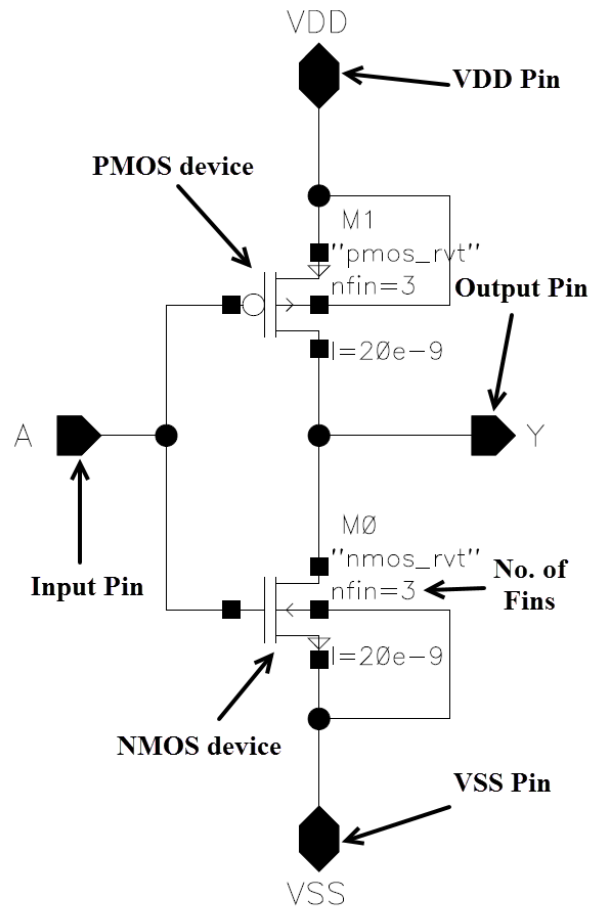 VDD
VDD Pin
PMOS device
M1
"pmos_rvt"
nfin=3
Output Pin
l=20e-9
A
Y
M0
"nmos_rvt"
No. of
Fins
nfin=3
Input Pin
l=20e-9
NMOS device
VSS Pin
VSS